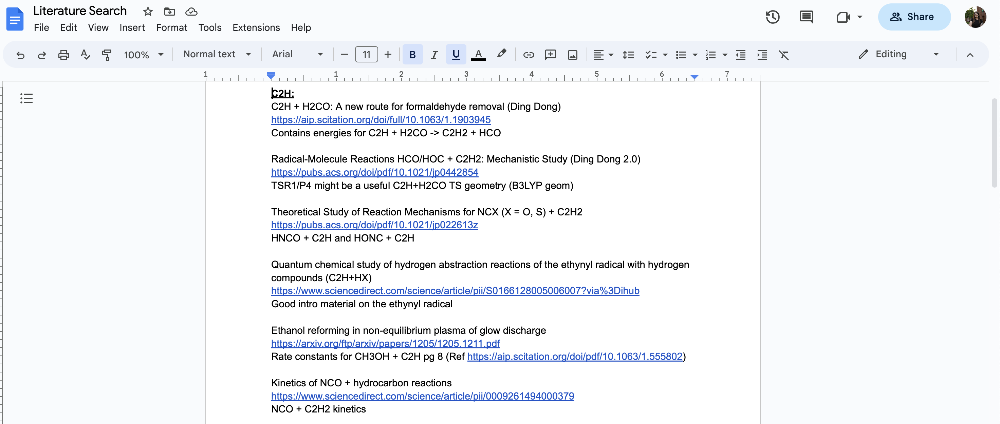 Literature Search
File Edit View Insert Format Tools Extensions Help
Share
100% Normal text Arial 11 B I U A Editing
1 1 2 3 4 5 6 7
C2H:
C2H + H2CO: A new route for formaldehyde removal (Ding Dong)
https://aip.scitation.org/doi/full/10.1063/1.1903945
Contains energies for C2H + H2CO -> C2H2 + HCO
Radical-Molecule Reactions HCO/HOC + C2H2: Mechanistic Study (Ding Dong 2.0)
https://pubs.acs.org/doi/pdf/10.1021/jp0442854
TSR1/P4 might be a useful C2H+H2CO TS geometry (B3LYP geom)
Theoretical Study of Reaction Mechanisms for NCX (X = O, S) + C2H2
https://pubs.acs.org/doi/pdf/10.1021/jp022613z
HNCO + C2H and HONC + C2H
Quantum chemical study of hydrogen abstraction reactions of the ethynyl radical with hydrogen
compounds (C2H+HX)
https://www.sciencedirect.com/science/article/pii/S0166128005006007?via%3Dihub
Good intro material on the ethynyl radical
Ethanol reforming in non-equilibrium plasma of glow discharge
https://arxiv.org/ftp/arxiv/papers/1205/1205.1211.pdf
Rate constants for CH3OH + C2H pg 8 (Ref https://aip.scitation.org/doi/pdf/10.1063/1.555802)
Kinetics of NCO + hydrocarbon reactions
https://www.sciencedirect.com/science/article/pii/0009261494000379
NCO + C2H2 kinetics